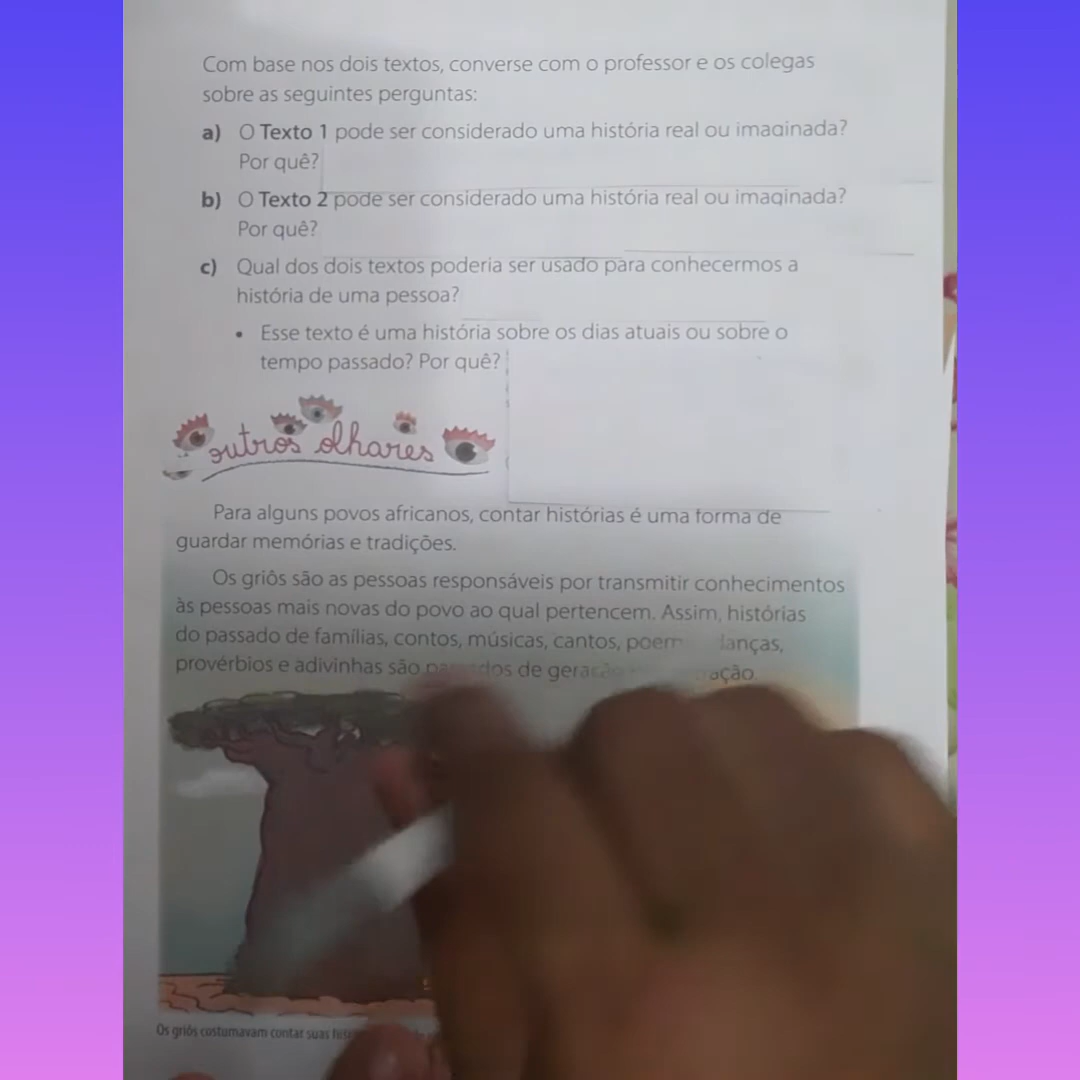 Com base nos dois textos, converse com o professor e os colegas
sobre as seguintes perguntas:
a) O Texto 1 pode ser considerado uma história real ou imaginada?
Por quê?
b) O Texto 2 pode ser considerado uma história real ou imaginada?
Por quê?
c) Qual dos dois textos poderia ser usado para conhecermos a
história de uma pessoa?
• Esse texto é uma história sobre os dias atuais ou sobre o
tempo passado? Por quê?
outros olhares
Para alguns povos africanos, contar histórias é uma forma de
guardar memórias e tradições.
Os griôs são as pessoas responsáveis por transmitir conhecimentos
às pessoas mais novas do povo ao qual pertencem. Assim, histórias
do passado de famílias, contos, músicas, cantos,
provérbios e adivinhas são de
Os griôs costumavam contar suas